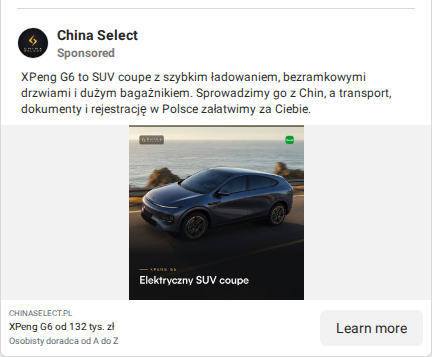 China Select
Sponsored
XPeng G6 to SUV coupe z szybkim ładowaniem, bezramkowymi
drzwiami i dużym bagażnikiem. Sprowadzimy go z Chin, a transport,
dokumenty i rejestrację w Polsce załatwimy za Ciebie.
XPENG G6
Elektryczny SUV coupe
CHINASELECT.PL
XPeng G6 od 132 tys. zł
Learn more
Osobisty doradca od A do Z